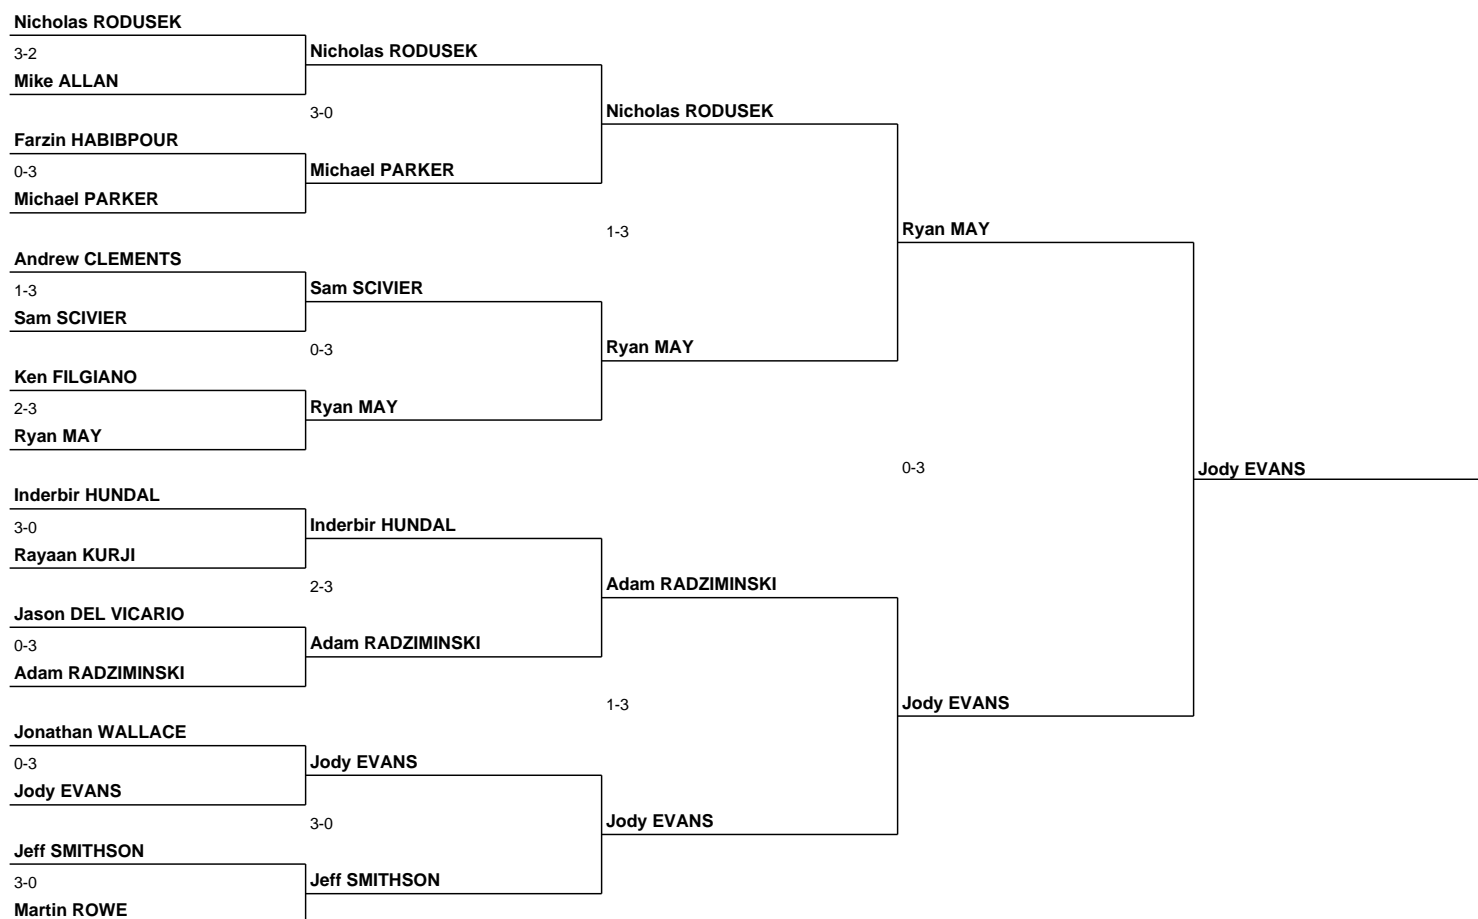 Nicholas RODUSEK
3-2
Mike ALLAN
Farzin HABIBPOUR
0-3
Michael PARKER
Andrew CLEMENTS
1-3
Sam SCIVIER
Ken FILGIANO
2-3
Ryan MAY
Inderbir HUNDAL
3-0
Rayaan KURJI
Jason DEL VICARIO
0-3
Adam RADZIMINSKI
Jonathan WALLACE
0-3
Jody EVANS
Jeff SMITHSON
3-0
Martin ROWE
Nicholas RODUSEK
3-0
Michael PARKER
Sam SCIVIER
0-3
Ryan MAY
Inderbir HUNDAL
2-3
Adam RADZIMINSKI
Jody EVANS
3-0
Jeff SMITHSON
Nicholas RODUSEK
1-3
Ryan MAY
Adam RADZIMINSKI
1-3
Jody EVANS
Ryan MAY
0-3
Jody EVANS
Jody EVANS